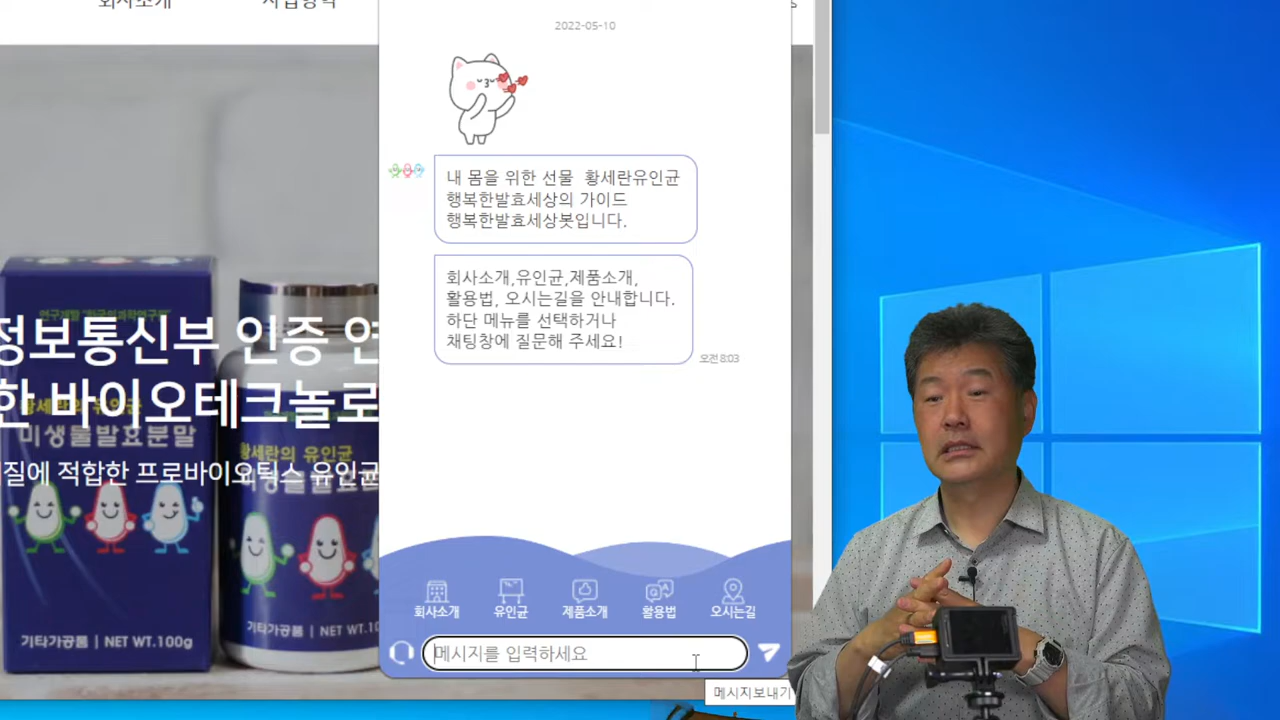 회사소개
사업영역
2022-05-10
내 몸을 위한 선물 황세란유인균
행복한발효세상의 가이드
행복한발효세상봇입니다.
회사소개,유인균,제품소개,
활용법, 오시는길을 안내합니다.
하단 메뉴를 선택하거나
채팅창에 질문해 주세요!
오전 8:03
정보통신부 인증 연
한 바이오테크놀로
질에 적합한 프로바이오틱스 유인균
황세란의 유인균
미생물발효분말
기타가공품 | NET WT.100g
황세란의 유인균
기타가공품 | NET WT.10
회사소개
유인균
제품소개
활용법
오시는길
메시지를 입력하세요
메시지보내기